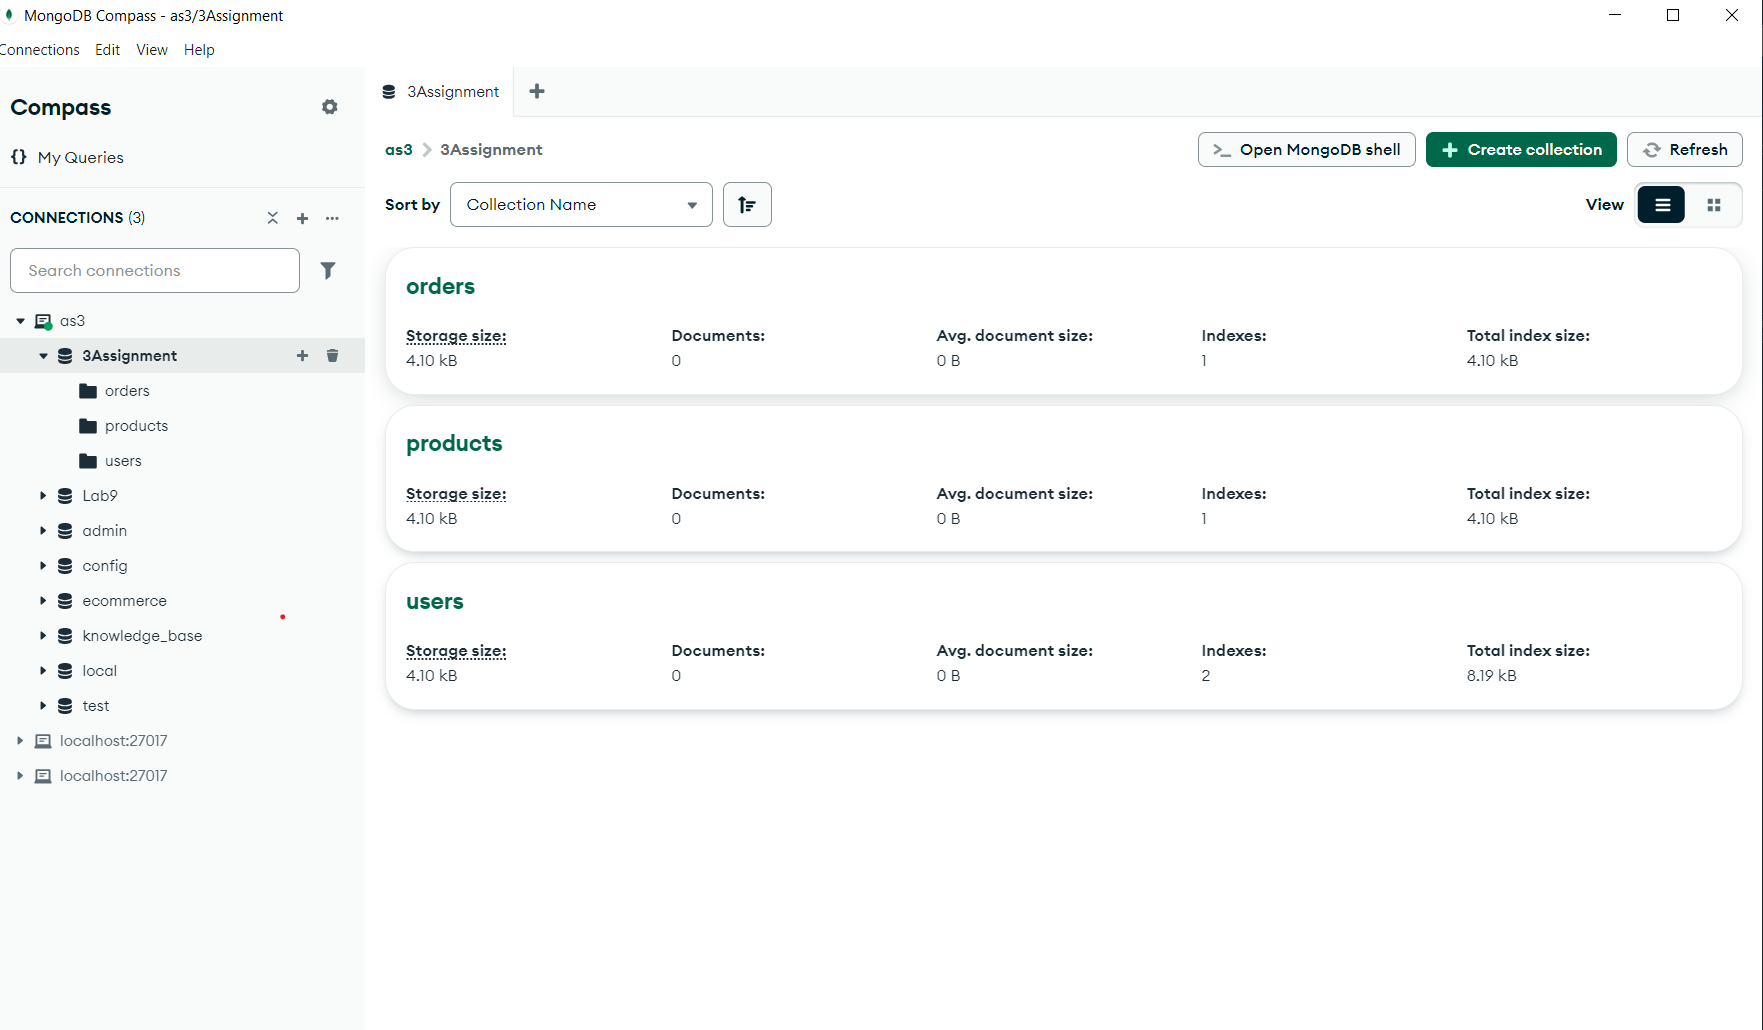 MongoDB Compass - as3/3Assignment
Connections Edit View Help
Compass
{} My Queries
CONNECTIONS (3)
Search connections
as3
3Assignment
orders
products
users
Lab9
admin
config
ecommerce
knowledge_base
local
test
localhost:27017
localhost:27017
3Assignment
as3 > 3Assignment
>_ Open MongoDB shell
+ Create collection
Refresh
Sort by Collection Name
View
orders
Storage size: Documents: Avg. document size: Indexes: Total index size:
4.10 kB 0 0 B 1 4.10 kB
products
Storage size: Documents: Avg. document size: Indexes: Total index size:
4.10 kB 0 0 B 1 4.10 kB
users
Storage size: Documents: Avg. document size: Indexes: Total index size:
4.10 kB 0 0 B 2 8.19 kB